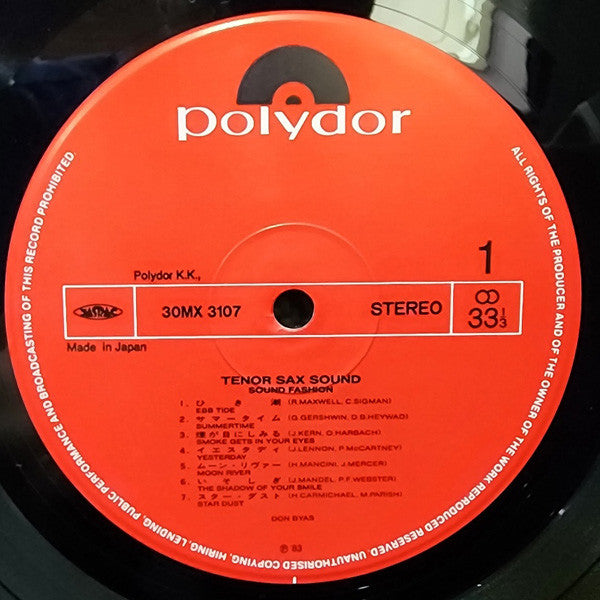 polydor
1
Polydor K.K.,
JASRAC
30MX 3107
STEREO
33 1/3
Made in Japan
TENOR SAX SOUND
SOUND FASHION
1. ひき潮 (R.MAXWELL, C.SIGMAN)
EBB TIDE
2. サマータイム (G.GERSHWIN, D.B.HEYWAD)
SUMMERTIME
3. 煙が目にしみる (J.KERN, O.HARBACH)
SMOKE GETS IN YOUR EYES
4. イエスタディ (J.LENNON, P.McCARTNEY)
YESTERDAY
5. ムーン・リヴァー (H.MANCINI, J.MERCER)
MOON RIVER
6. いそしぎ (J.MANDEL, P.F.WEBSTER)
THE SHADOW OF YOUR SMILE
7. スター・ダスト (H.CARMICHAEL, M.PARISH)
STAR DUST
DON BYAS
℗ '83
ALL RIGHTS OF THE PRODUCER AND OF THE OWNER OF THE WORK REPRODUCED RESERVED. UNAUTHORISED COPYING, HIRING, LENDING, PUBLIC PERFORMANCE AND BROADCASTING OF THIS RECORD PROHIBITED.